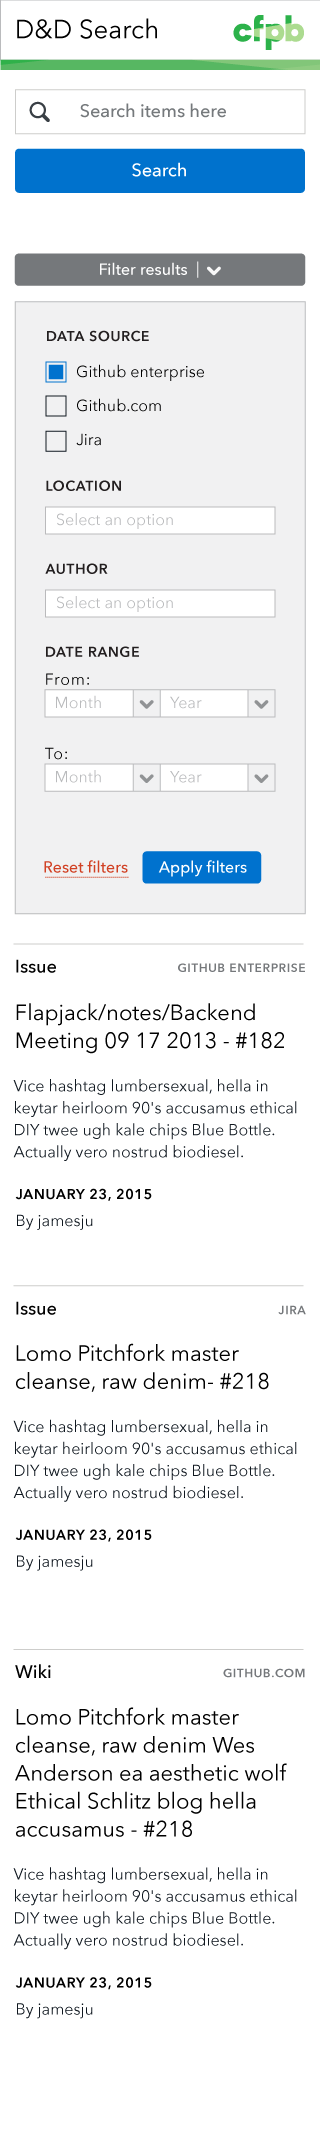 D&D Search
cfpb
Search items here
Search
Filter results
DATA SOURCE
Github enterprise
Github.com
Jira
LOCATION
Select an option
AUTHOR
Select an option
DATE RANGE
From:
Month Year
To:
Month Year
Reset filters Apply filters
Issue GITHUB ENTERPRISE
Flapjack/notes/Backend
Meeting 09 17 2013 - #182
Vice hashtag lumbersexual, hella in
keytar heirloom 90's accusamus ethical
DIY twee ugh kale chips Blue Bottle.
Actually vero nostrud biodiesel.
JANUARY 23, 2015
By jamesju
Issue JIRA
Lomo Pitchfork master
cleanse, raw denim- #218
Vice hashtag lumbersexual, hella in
keytar heirloom 90's accusamus ethical
DIY twee ugh kale chips Blue Bottle.
Actually vero nostrud biodiesel.
JANUARY 23, 2015
By jamesju
Wiki GITHUB.COM
Lomo Pitchfork master
cleanse, raw denim Wes
Anderson ea aesthetic wolf
Ethical Schlitz blog hella
accusamus - #218
Vice hashtag lumbersexual, hella in
keytar heirloom 90's accusamus ethical
DIY twee ugh kale chips Blue Bottle.
Actually vero nostrud biodiesel.
JANUARY 23, 2015
By jamesju